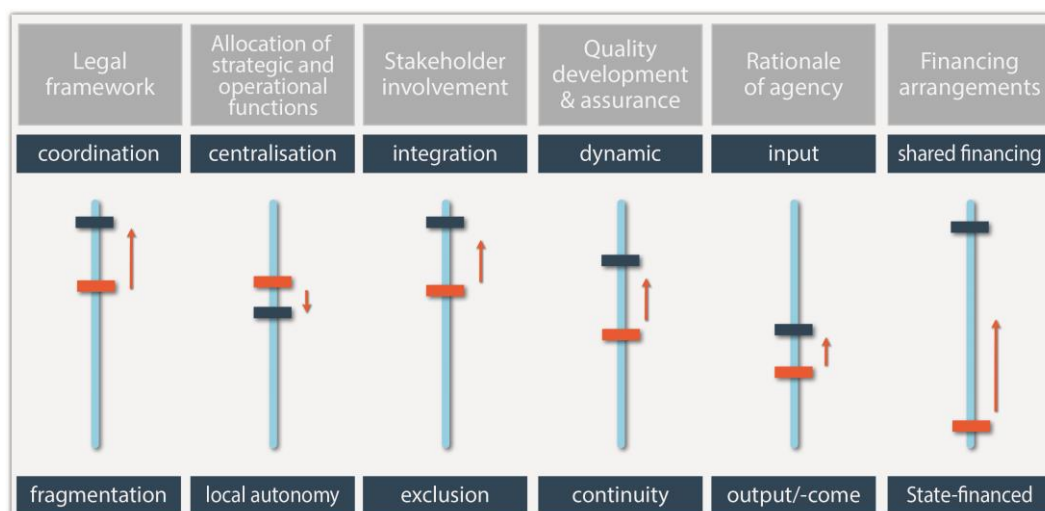 Legal
framework
Allocation of
strategic and
operational
functions
Stakeholder
involvement
Quality
development
& assurance
Rationale
of agency
Financing
arrangements
coordination
centralisation
integration
dynamic
input
shared financing
fragmentation
local autonomy
exclusion
continuity
output/-come
State-financed